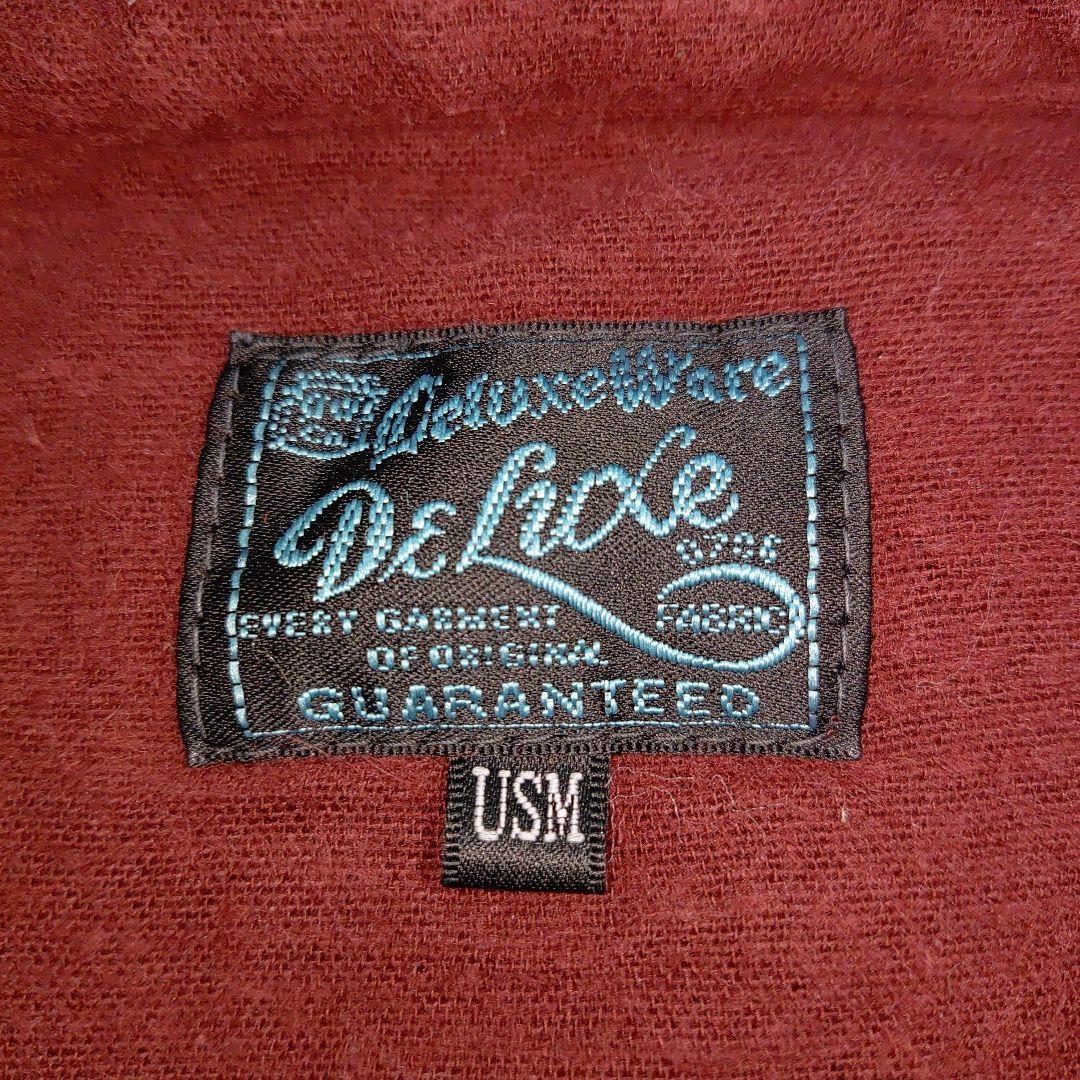 DeluxeWare
DELuxe
EVERY GARMENT
FABRIC
OF ORIGINAL
GUARANTEED
USM